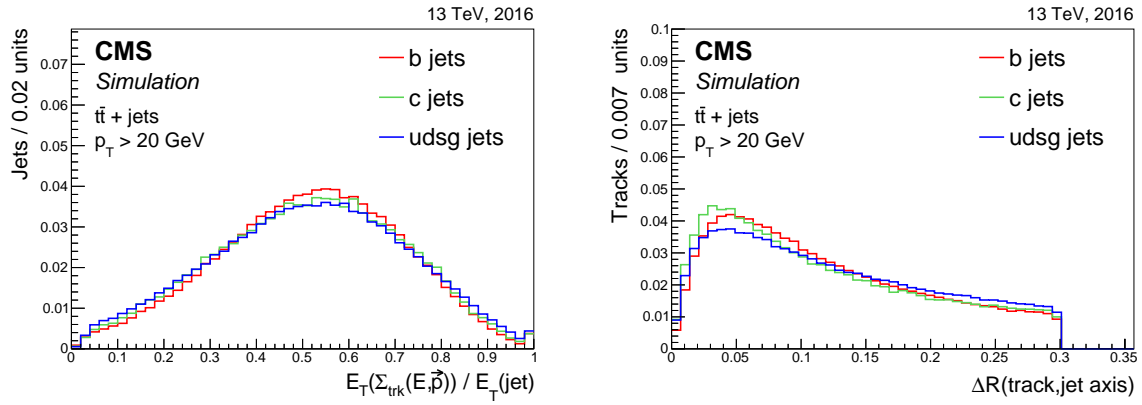 13 TeV, 2016
Jets / 0.02 units
CMS
Simulation
tt̄ + jets
p_T > 20 GeV
b jets
c jets
udsg jets
0.07
0.06
0.05
0.04
0.03
0.02
0.01
0
0 0.1 0.2 0.3 0.4 0.5 0.6 0.7 0.8 0.9 1
E_T(Σ_trk(E,p⃗)) / E_T(jet)
13 TeV, 2016
Tracks / 0.007 units
CMS
Simulation
tt̄ + jets
p_T > 20 GeV
b jets
c jets
udsg jets
0.1
0.09
0.08
0.07
0.06
0.05
0.04
0.03
0.02
0.01
0
0 0.05 0.1 0.15 0.2 0.25 0.3 0.35
ΔR(track,jet axis)